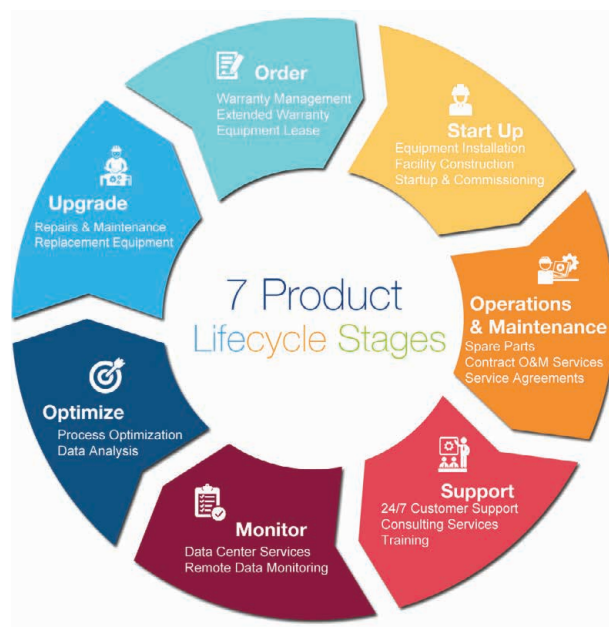 7 Product
Lifecycle Stages
Order
Warranty Management
Extended Warranty
Equipment Lease
Start Up
Equipment Installation
Facility Construction
Startup & Commissioning
Operations
& Maintenance
Spare Parts
Contract O&M Services
Service Agreements
Support
24/7 Customer Support
Consulting Services
Training
Monitor
Data Center Services
Remote Data Monitoring
Optimize
Process Optimization
Data Analysis
Upgrade
Repairs & Maintenance
Replacement Equipment